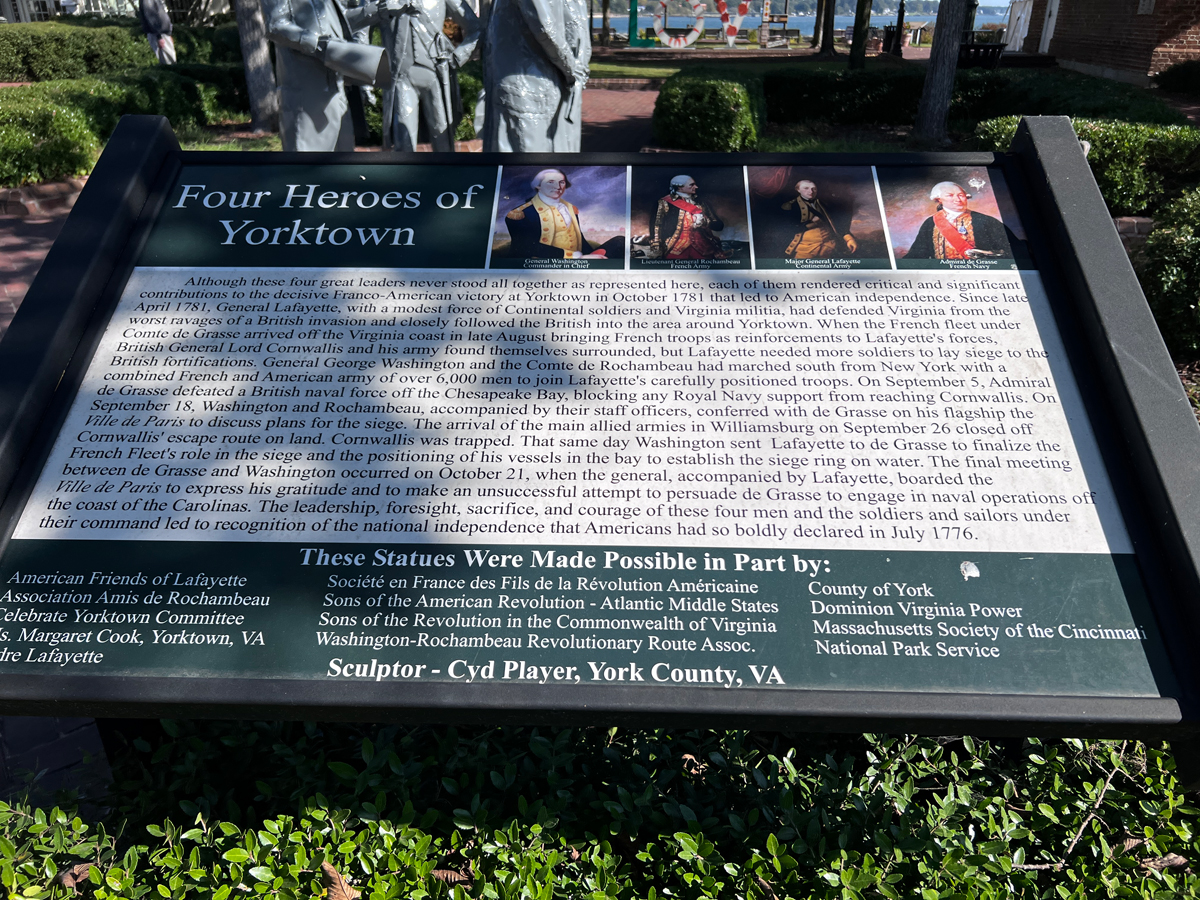 Four Heroes of
Yorktown
General Washington
Commander in Chief
Lieutenant General Rochambeau
French Army
Major General Lafayette
Continental Army
Admiral de Grasse
French Navy
Although these four great leaders never stood all together as represented here, each of them rendered critical and significant
contributions to the decisive Franco-American victory at Yorktown in October 1781 that led to American independence. Since late
April 1781, General Lafayette, with a modest force of Continental soldiers and Virginia militia, had defended Virginia from the
worst ravages of a British invasion and closely followed the British into the area around Yorktown. When the French fleet under
Comte de Grasse arrived off the Virginia coast in late August bringing French troops as reinforcements to Lafayette's forces,
British General Lord Cornwallis and his army found themselves surrounded, but Lafayette needed more soldiers to lay siege to the
British fortifications. General George Washington and the Comte de Rochambeau had marched south from New York with a
combined French and American army of over 6,000 men to join Lafayette's carefully positioned troops. On September 5, Admiral
de Grasse defeated a British naval force off the Chesapeake Bay, blocking any Royal Navy support from reaching Cornwallis. On
September 18, Washington and Rochambeau, accompanied by their staff officers, conferred with de Grasse on his flagship the
Ville de Paris to discuss plans for the siege. The arrival of the main allied armies in Williamsburg on September 26 closed off
Cornwallis' escape route on land. Cornwallis was trapped. That same day Washington sent Lafayette to de Grasse to finalize the
French Fleet's role in the siege and the positioning of his vessels in the bay to establish the siege ring on water. The final meeting
between de Grasse and Washington occurred on October 21, when the general, accompanied by Lafayette, boarded the
Ville de Paris to express his gratitude and to make an unsuccessful attempt to persuade de Grasse to engage in naval operations off
the coast of the Carolinas. The leadership, foresight, sacrifice, and courage of these four men and the soldiers and sailors under
their command led to recognition of the national independence that Americans had so boldly declared in July 1776.
These Statues Were Made Possible in Part by:
American Friends of Lafayette
Association Amis de Rochambeau
Celebrate Yorktown Committee
s. Margaret Cook, Yorktown, VA
dre Lafayette
Société en France des Fils de la Révolution Américaine
Sons of the American Revolution - Atlantic Middle States
Sons of the Revolution in the Commonwealth of Virginia
Washington-Rochambeau Revolutionary Route Assoc.
County of York
Dominion Virginia Power
Massachusetts Society of the Cincinnati
National Park Service
Sculptor - Cyd Player, York County, VA